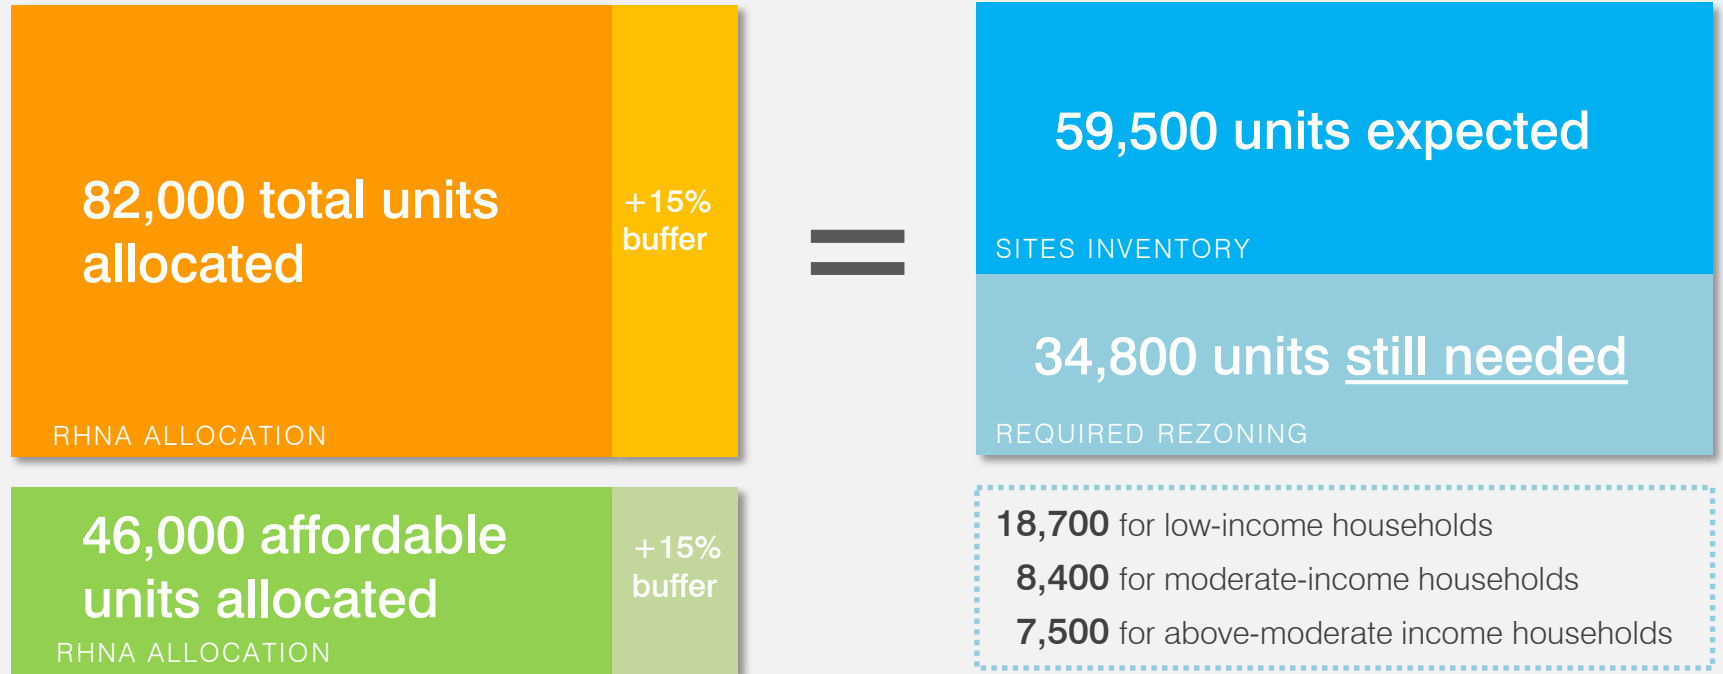 82,000 total units
allocated
+15%
buffer
RHNA ALLOCATION
=
59,500 units expected
SITES INVENTORY
34,800 units still needed
REQUIRED REZONING
46,000 affordable
units allocated
+15%
buffer
RHNA ALLOCATION
18,700 for low-income households
8,400 for moderate-income households
7,500 for above-moderate income households